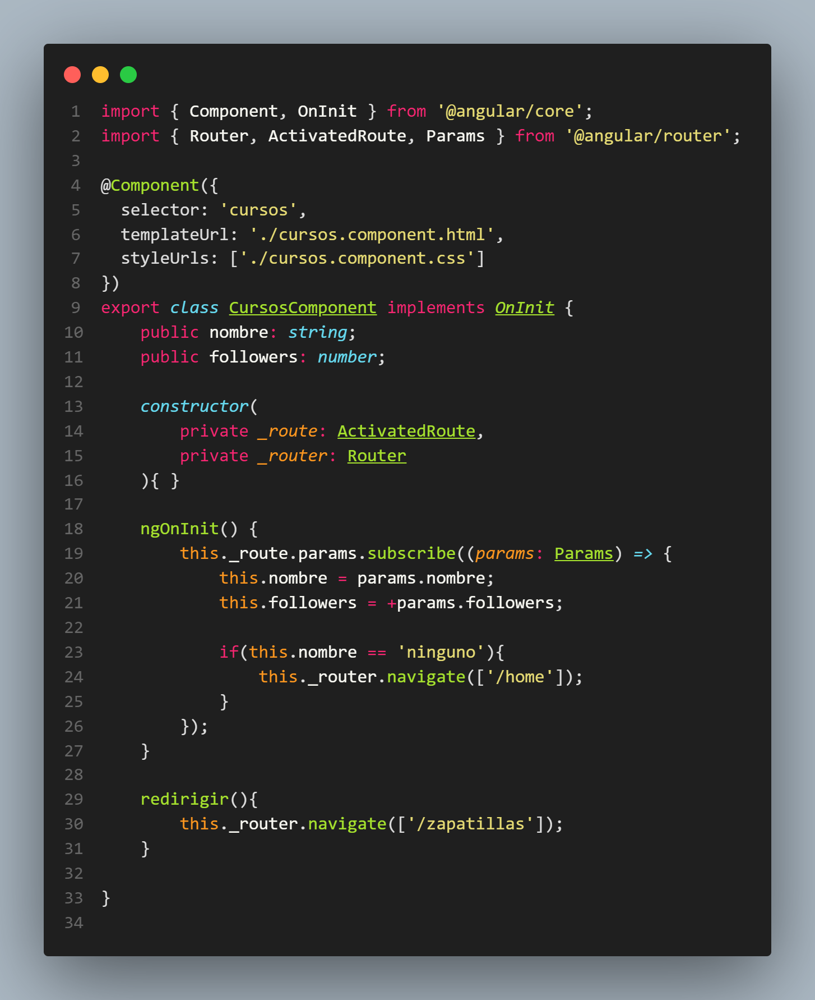 1 import { Component, OnInit } from '@angular/core';
2 import { Router, ActivatedRoute, Params } from '@angular/router';
3
4 @Component({
5   selector: 'cursos',
6   templateUrl: './cursos.component.html',
7   styleUrls: ['./cursos.component.css']
8 })
9 export class CursosComponent implements OnInit {
10     public nombre: string;
11     public followers: number;
12
13     constructor(
14         private _route: ActivatedRoute,
15         private _router: Router
16     ){ }
17
18     ngOnInit() {
19         this._route.params.subscribe((params: Params) => {
20             this.nombre = params.nombre;
21             this.followers = +params.followers;
22
23             if(this.nombre == 'ninguno'){
24                 this._router.navigate(['/home']);
25             }
26         });
27     }
28
29     redirigir(){
30         this._router.navigate(['/zapatillas']);
31     }
32
33 }
34